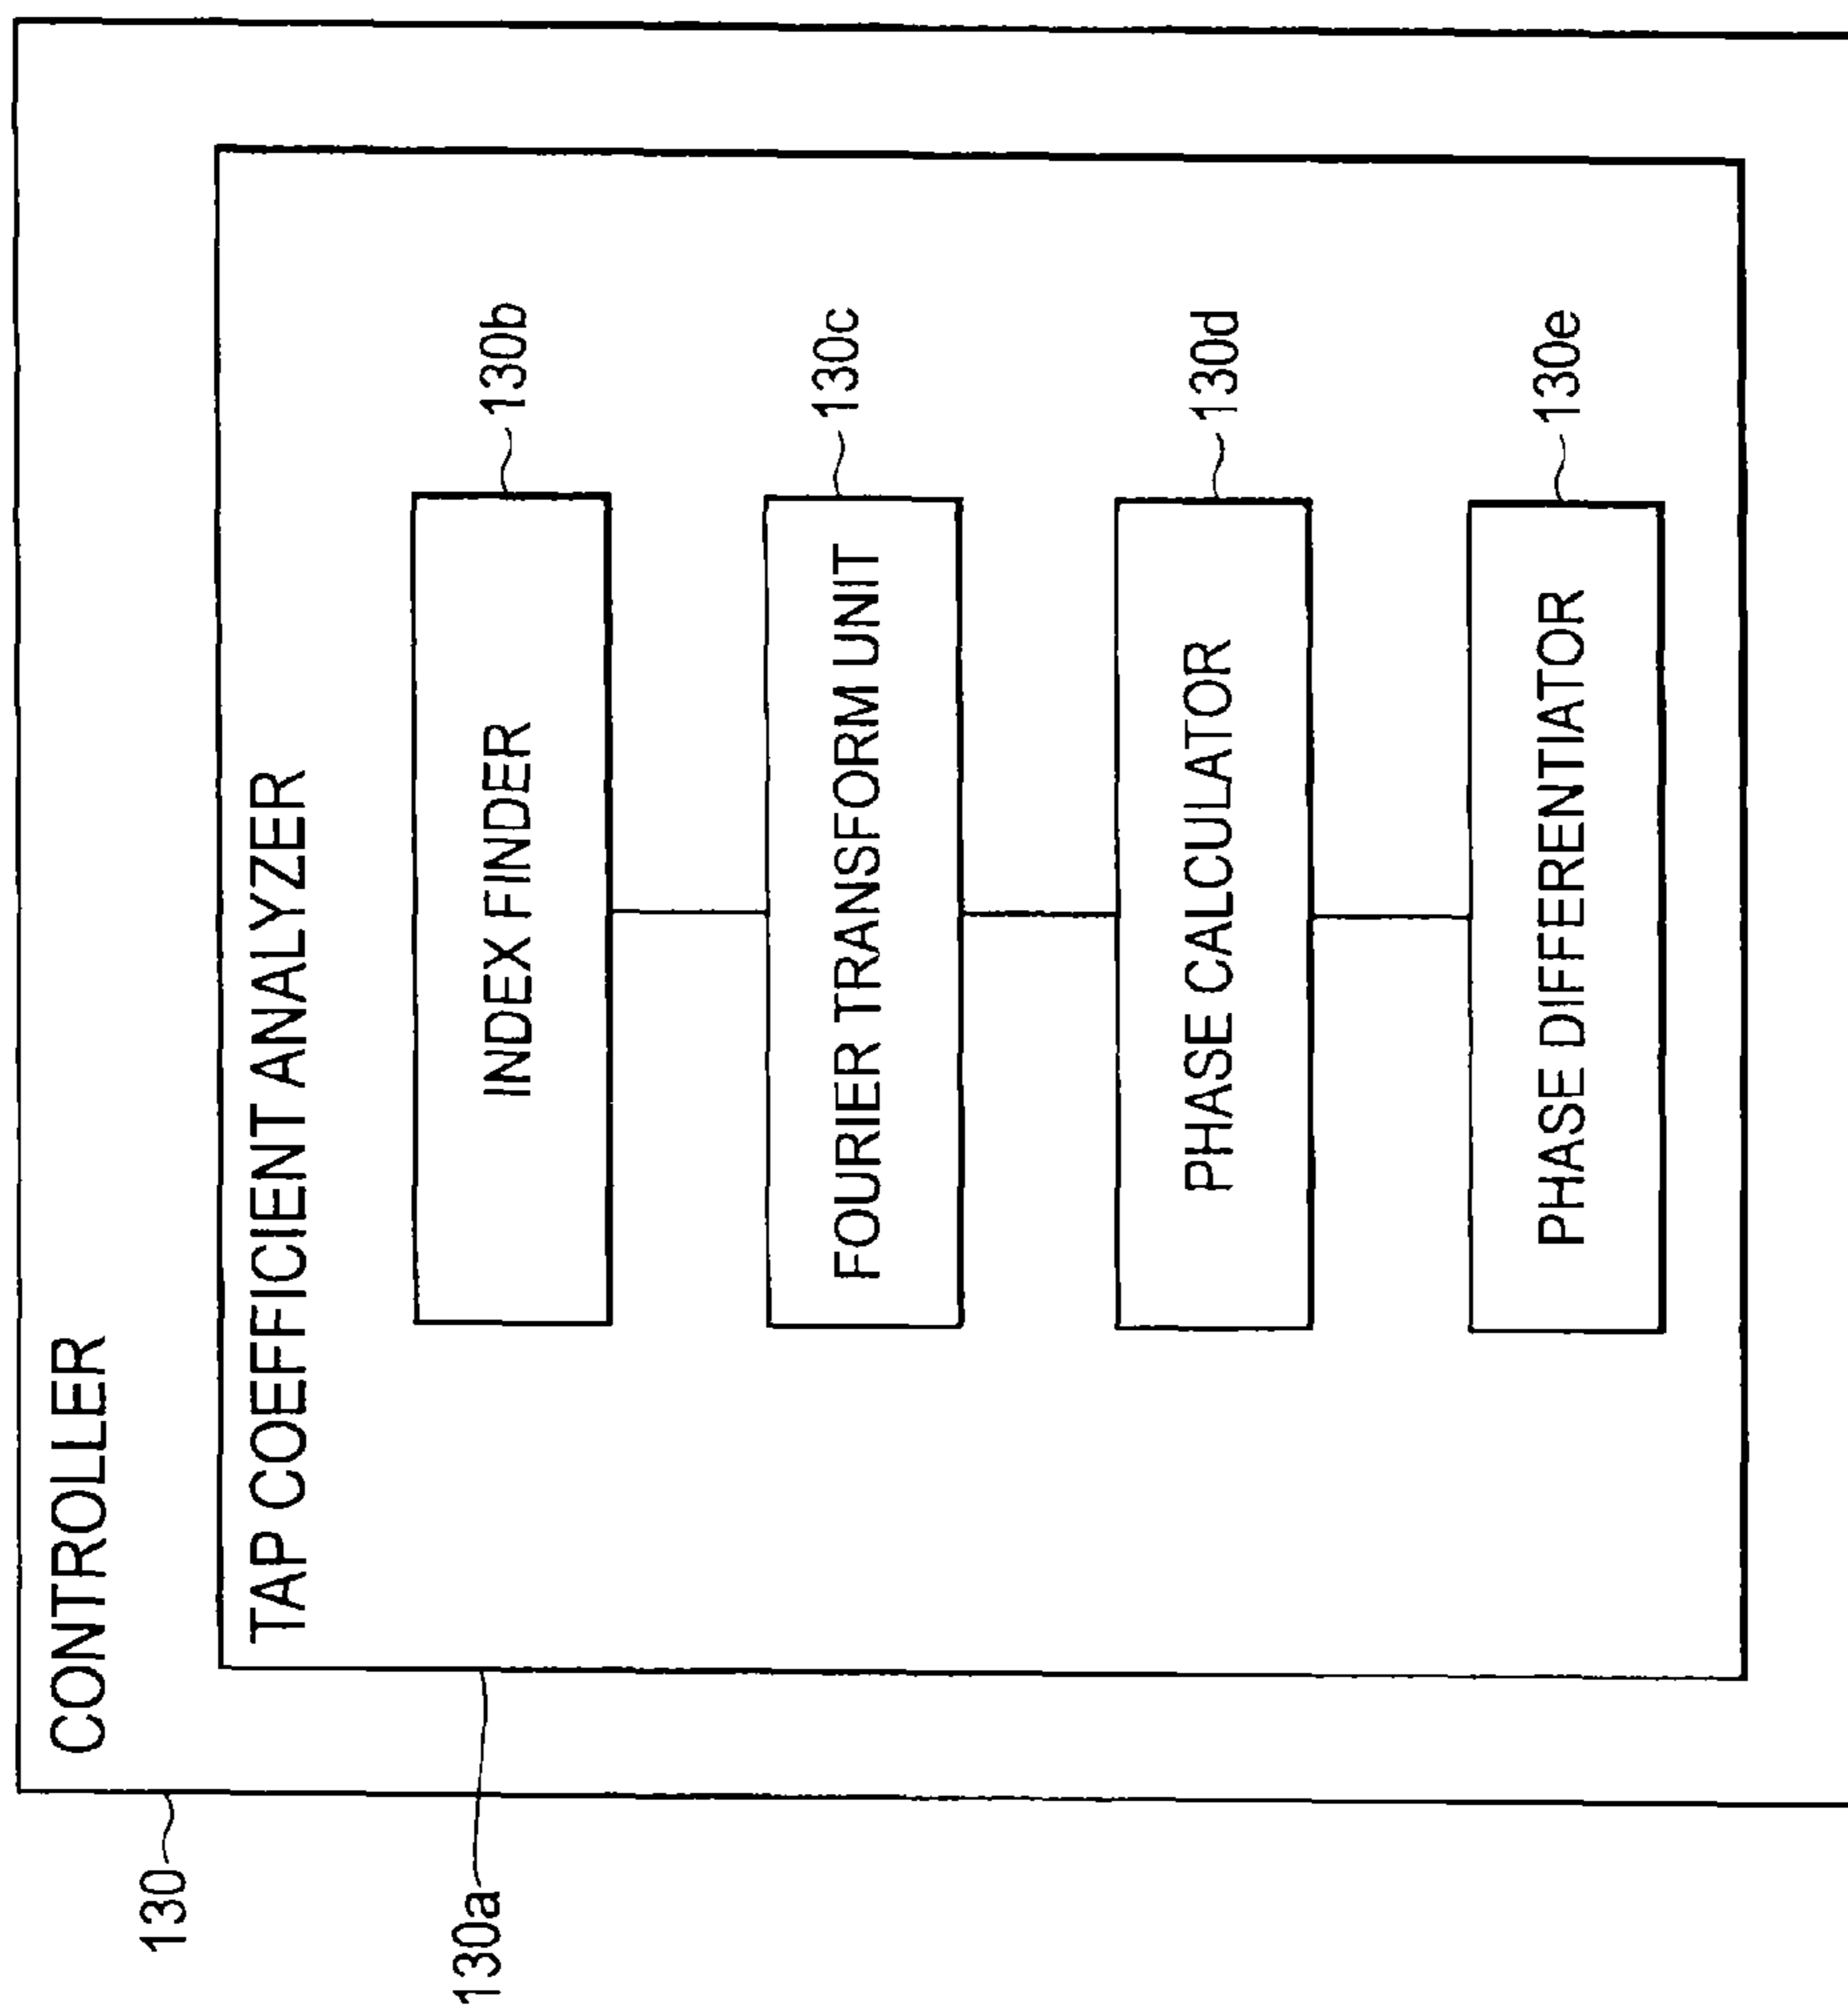 CONTROLLER
130
TAP COEFFICIENT ANALYZER
130a
INDEX FINDER
130b
FOURIER TRANSFORM UNIT
130c
PHASE CALCULATOR
130d
PHASE DIFFERENTIATOR
130e